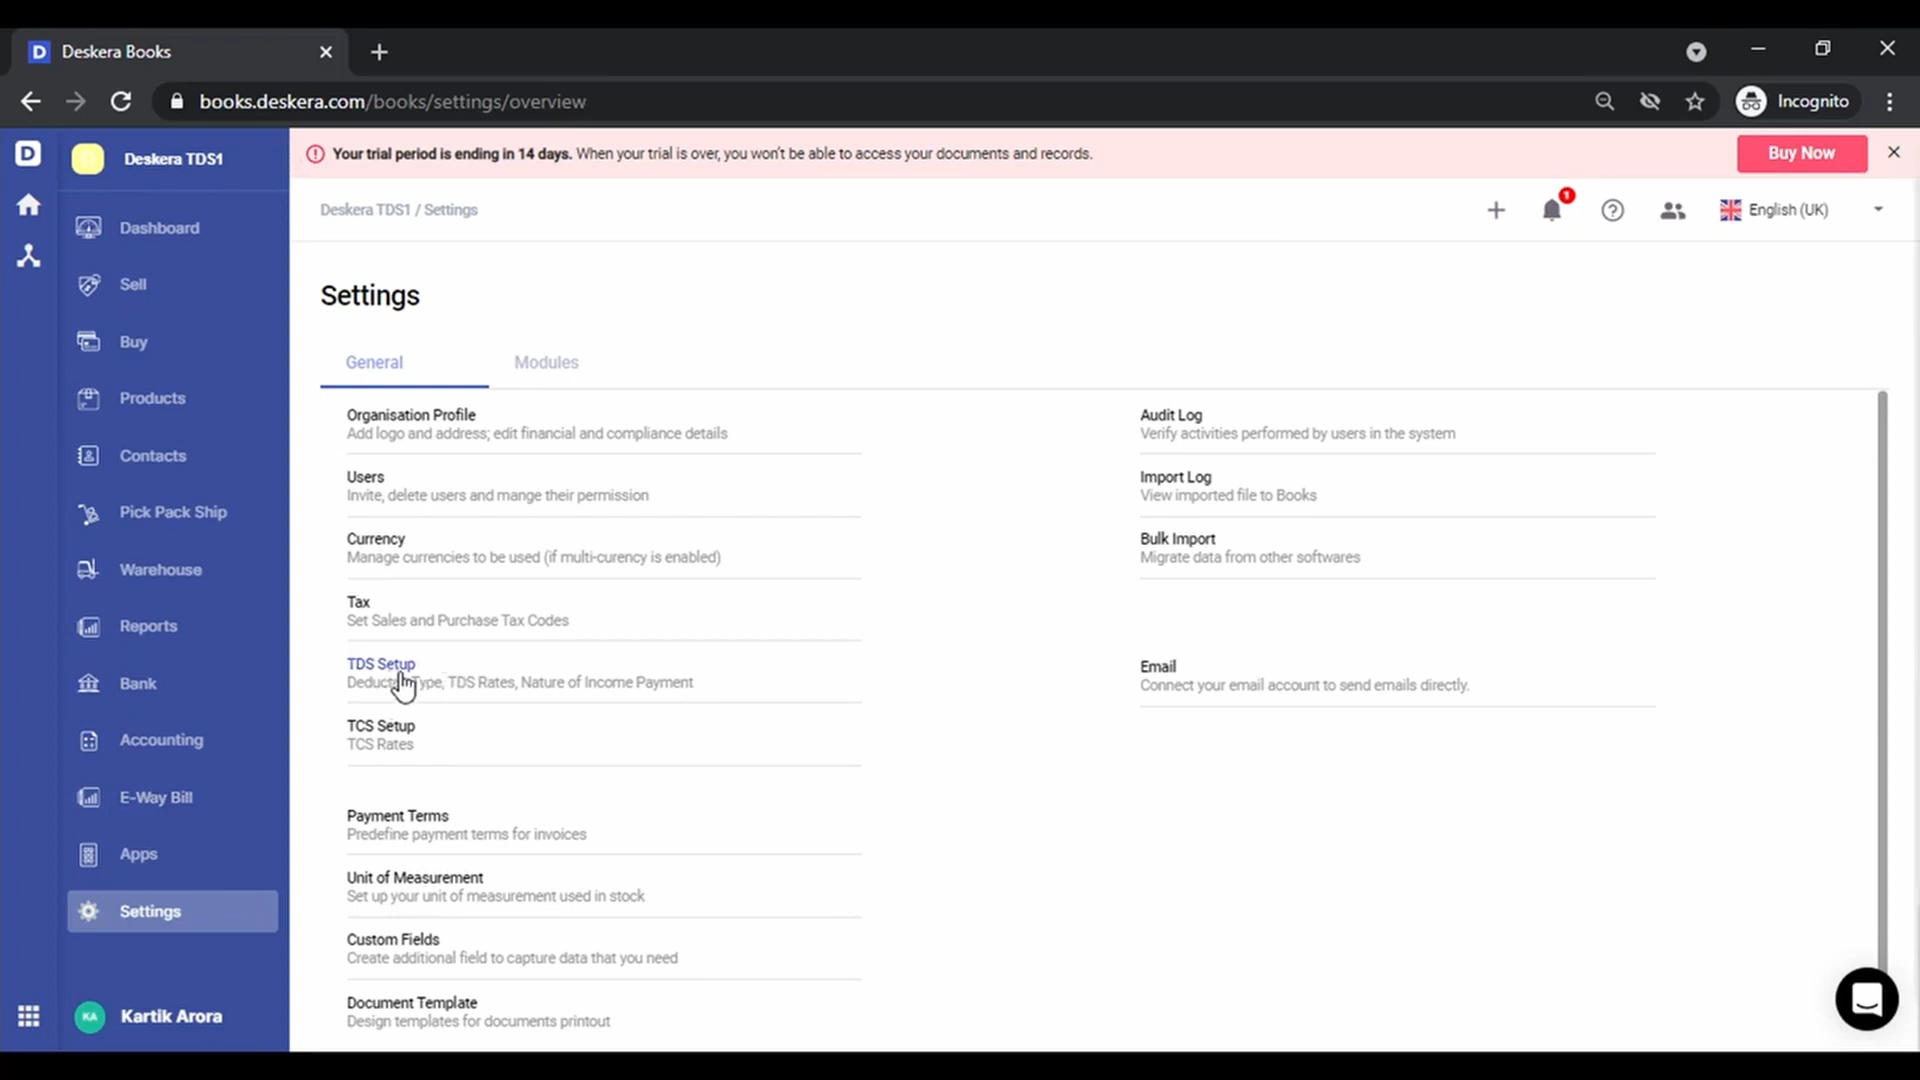 Deskera Books
books.deskera.com/books/settings/overview
Incognito
Deskera TDS1
Your trial period is ending in 14 days. When your trial is over, you won't be able to access your documents and records.
Buy Now
Deskera TDS1 / Settings
1
English (UK)
Dashboard
Sell
Buy
Products
Contacts
Pick Pack Ship
Warehouse
Reports
Bank
Accounting
E-Way Bill
Apps
Settings
KA
Kartik Arora
Settings
General
Modules
Organisation Profile
Add logo and address; edit financial and compliance details
Users
Invite, delete users and mange their permission
Currency
Manage currencies to be used (if multi-curency is enabled)
Tax
Set Sales and Purchase Tax Codes
TDS Setup
Type, TDS Rates, Nature of Income Payment
TCS Setup
TCS Rates
Payment Terms
Predefine payment terms for invoices
Unit of Measurement
Set up your unit of measurement used in stock
Custom Fields
Create additional field to capture data that you need
Document Template
Design templates for documents printout
Audit Log
Verify activities performed by users in the system
Import Log
View imported file to Books
Bulk Import
Migrate data from other softwares
Email
Connect your email account to send emails directly.